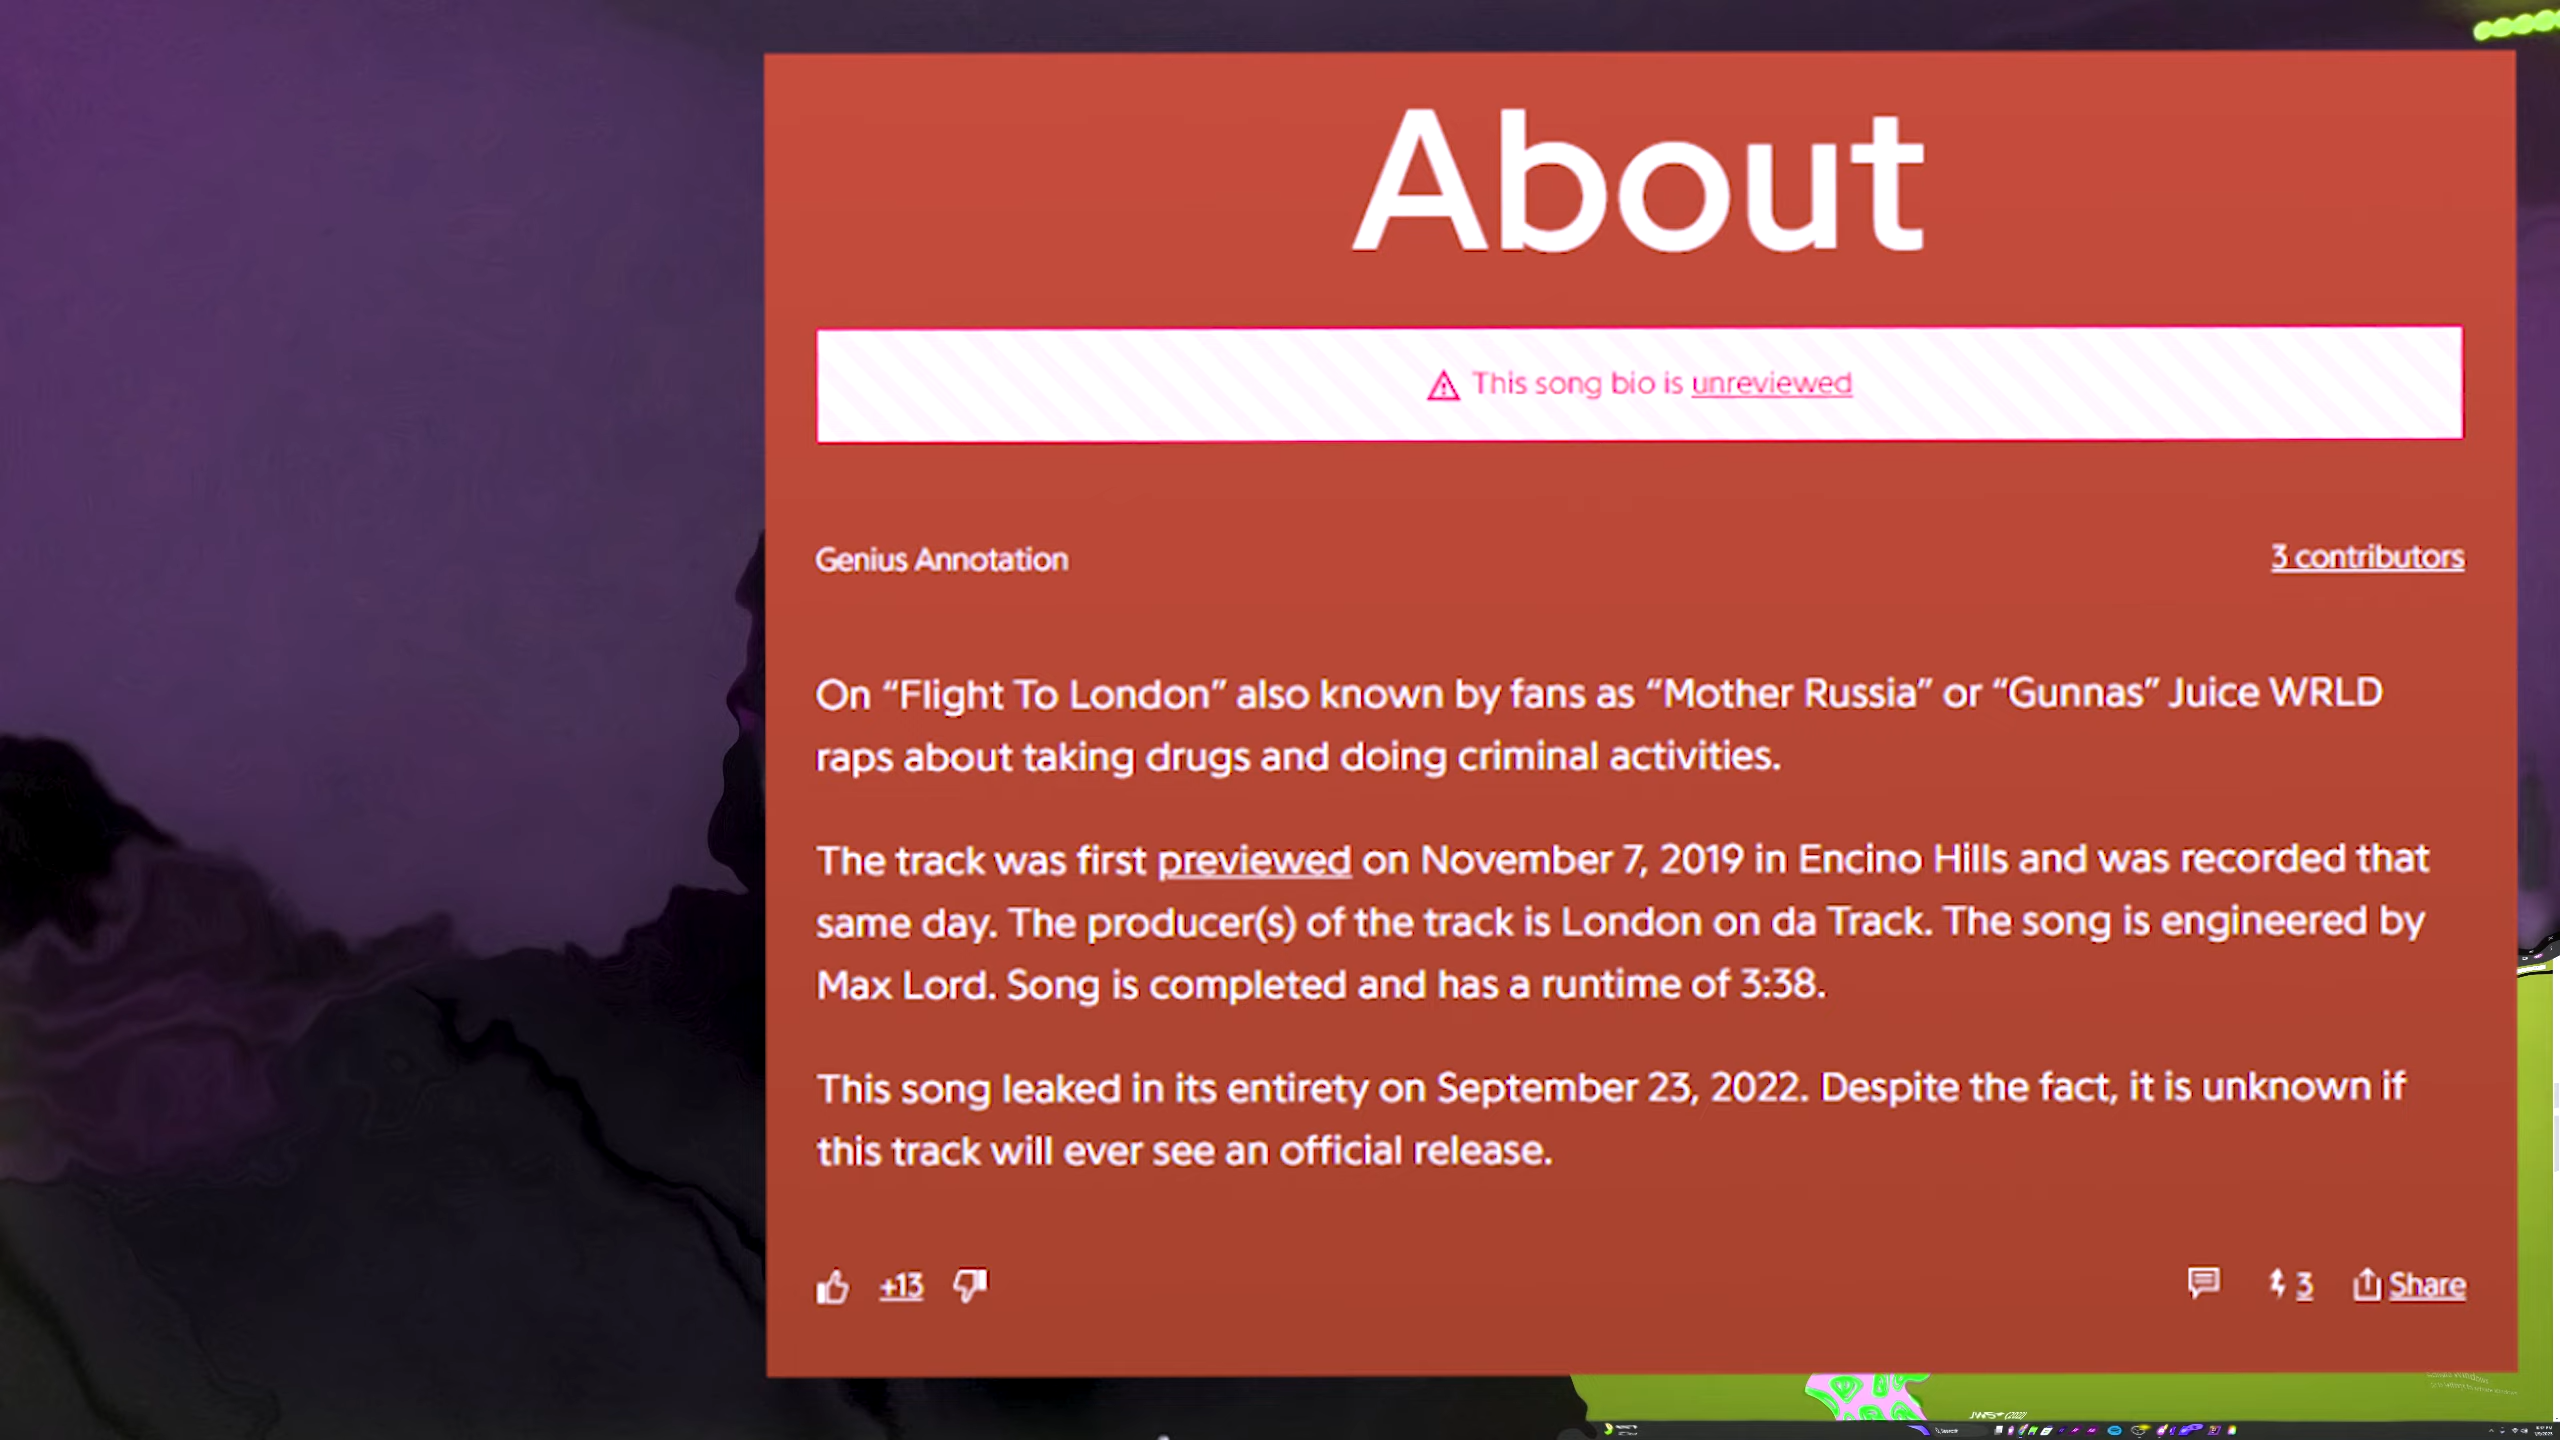 About
This song bio is unreviewed
Genius Annotation
3 contributors
On “Flight To London” also known by fans as “Mother Russia” or “Gunnas” Juice WRLD
raps about taking drugs and doing criminal activities.
The track was first previewed on November 7, 2019 in Encino Hills and was recorded that
same day. The producer(s) of the track is London on da Track. The song is engineered by
Max Lord. Song is completed and has a runtime of 3:38.
This song leaked in its entirety on September 23, 2022. Despite the fact, it is unknown if
this track will ever see an official release.
+13
3
Share